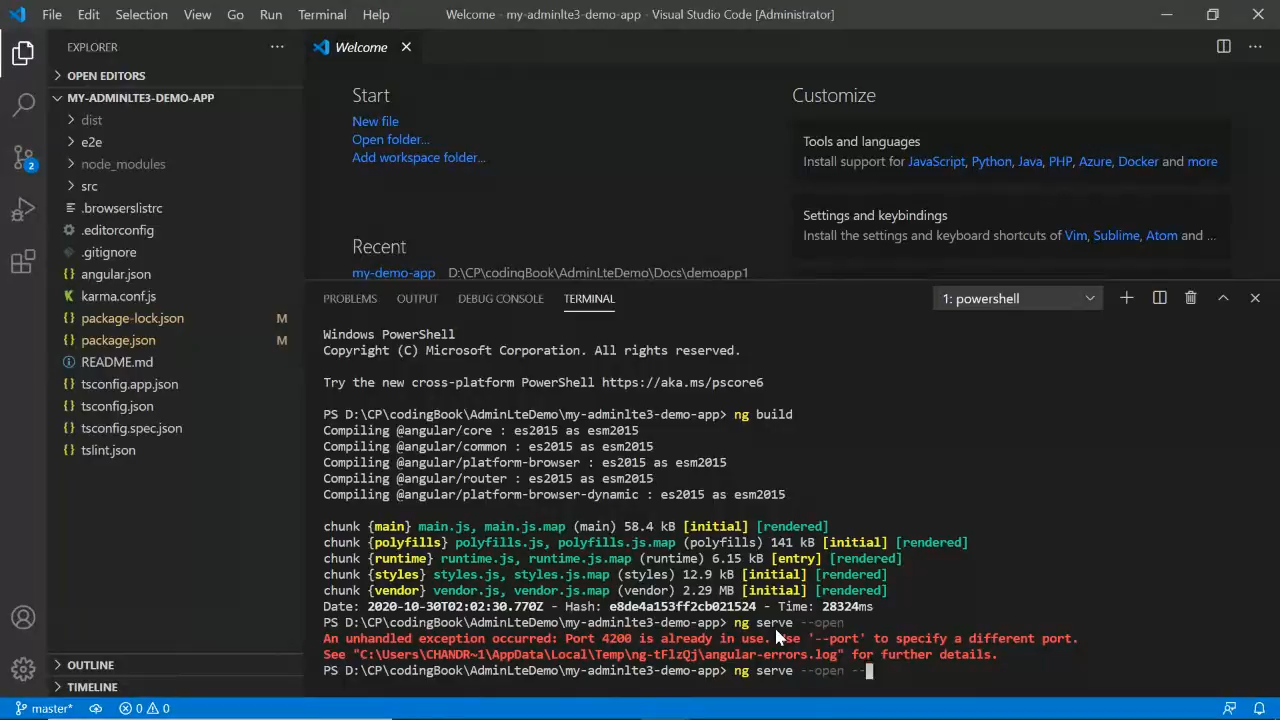 File Edit Selection View Go Run Terminal Help Welcome - my-adminlte3-demo-app - Visual Studio Code [Administrator]
EXPLORER
OPEN EDITORS
MY-ADMINLTE3-DEMO-APP
dist
e2e
node_modules
src
.browserslistrc
.editorconfig
.gitignore
angular.json
karma.conf.js
package-lock.json M
package.json M
README.md
tsconfig.app.json
tsconfig.json
tsconfig.spec.json
tslint.json
OUTLINE
TIMELINE
2
Welcome
Start
New file
Open folder...
Add workspace folder...
Recent
my-demo-app D:\CP\codingBook\AdminLteDemo\Docs\demoapp1
Customize
Tools and languages
Install support for JavaScript, Python, Java, PHP, Azure, Docker and more
Settings and keybindings
Install the settings and keyboard shortcuts of Vim, Sublime, Atom and ...
PROBLEMS OUTPUT DEBUG CONSOLE TERMINAL 1: powershell
Windows PowerShell
Copyright (C) Microsoft Corporation. All rights reserved.
Try the new cross-platform PowerShell https://aka.ms/pscore6
PS D:\CP\codingBook\AdminLteDemo\my-adminlte3-demo-app> ng build
Compiling @angular/core : es2015 as esm2015
Compiling @angular/common : es2015 as esm2015
Compiling @angular/platform-browser : es2015 as esm2015
Compiling @angular/router : es2015 as esm2015
Compiling @angular/platform-browser-dynamic : es2015 as esm2015
chunk {main} main.js, main.js.map (main) 58.4 kB [initial] [rendered]
chunk {polyfills} polyfills.js, polyfills.js.map (polyfills) 141 kB [initial] [rendered]
chunk {runtime} runtime.js, runtime.js.map (runtime) 6.15 kB [entry] [rendered]
chunk {styles} styles.js, styles.js.map (styles) 12.9 kB [initial] [rendered]
chunk {vendor} vendor.js, vendor.js.map (vendor) 2.29 MB [initial] [rendered]
Date: 2020-10-30T02:02:30.770Z - Hash: e8de4a153ff2cb021524 - Time: 28324ms
PS D:\CP\codingBook\AdminLteDemo\my-adminlte3-demo-app> ng serve --open
An unhandled exception occurred: Port 4200 is already in use. Use '--port' to specify a different port.
See "C:\Users\CHANDR~1\AppData\Local\Temp\ng-tFlzQj\angular-errors.log" for further details.
PS D:\CP\codingBook\AdminLteDemo\my-adminlte3-demo-app> ng serve --open --
master* 0 0